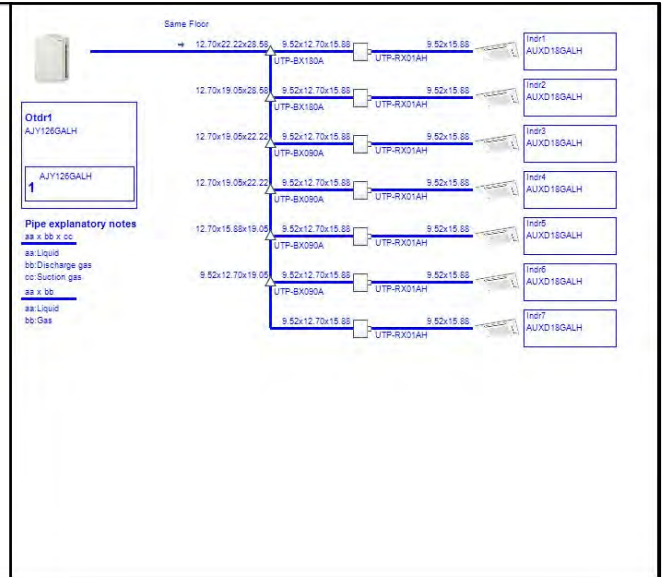 Same Floor
12.70x22.22x28.58 9.52x12.70x15.88 9.52x15.88 Indr1
AUXD18GALH
UTP-BX180A UTP-RX01AH
12.70x19.05x28.58 9.52x12.70x15.88 9.52x15.88 Indr2
AUXD18GALH
UTP-BX180A UTP-RX01AH
Otdr1
AJY126GALH
12.70x19.05x22.22 9.52x12.70x15.88 9.52x15.88 Indr3
AUXD18GALH
UTP-BX090A UTP-RX01AH
AJY126GALH
1
12.70x19.05x22.22 9.52x12.70x15.88 9.52x15.88 Indr4
AUXD18GALH
UTP-BX090A UTP-RX01AH
Pipe explanatory notes
aa x bb x cc
aa:Liquid
bb:Discharge gas
cc:Suction gas
aa x bb
aa:Liquid
bb:Gas
12.70x15.88x19.05 9.52x12.70x15.88 9.52x15.88 Indr5
AUXD18GALH
UTP-BX090A UTP-RX01AH
9.52x12.70x19.05 9.52x12.70x15.88 9.52x15.88 Indr6
AUXD18GALH
UTP-BX090A UTP-RX01AH
9.52x12.70x15.88 9.52x15.88 Indr7
AUXD18GALH
UTP-RX01AH